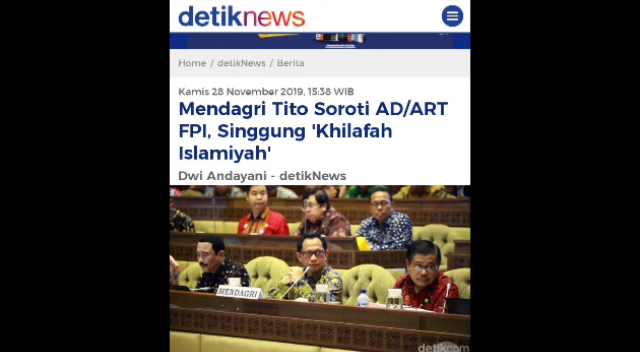 detiknews
Home / detikNews / Berita
Kamis 28 November 2019, 15:38 WIB
Mendagri Tito Soroti AD/ART
FPI, Singgung 'Khilafah
Islamiyah'
Dwi Andayani - detikNews
MENDAGRI
detikcom